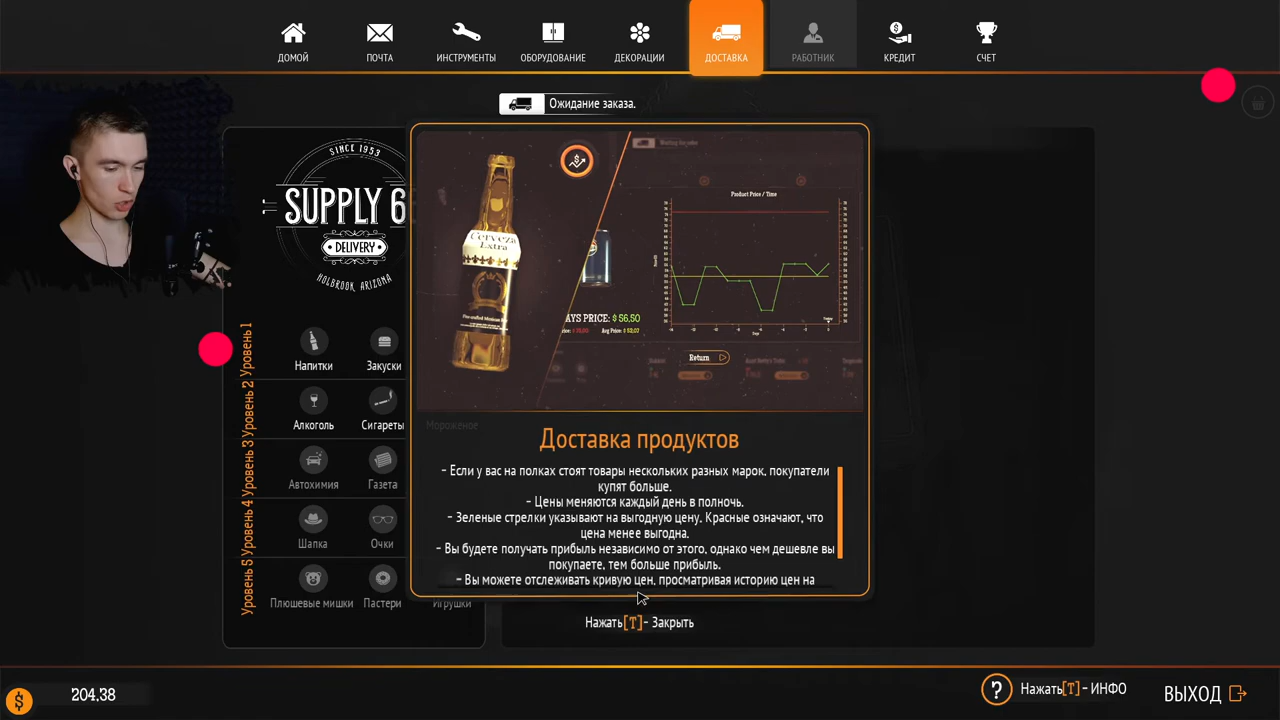 ДОМОЙ
ПОЧТА
ИНСТРУМЕНТЫ
ОБОРУДОВАНИЕ
ДЕКОРАЦИИ
ДОСТАВКА
РАБОТНИК
КРЕДИТ
СЧЕТ
Ожидание заказа.
SINCE 1953
SUPPLY 6
DELIVERY
HOLBROOK, ARIZONA
Уровень 5 Уровень 4 Уровень 3 Уровень 2 Уровень 1
Напитки
Закуски
Алкоголь
Сигареты
Мороженое
Автохимия
Газета
Шапка
Очки
Плюшевые мишки
Пастери
Игрушки
Cerveza
Extra
Waiting for order
Product Price / Time
AYS PRICE: $ 56,50
Return
Доставка продуктов
- Если у вас на полках стоят товары нескольких разных марок, покупатели
купят больше.
- Цены меняются каждый день в полночь.
- Зеленые стрелки указывают на выгодную цену. Красные означают, что
цена менее выгодна.
- Вы будете получать прибыль независимо от этого, однако чем дешевле вы
покупаете, тем больше прибыль.
- Вы можете отслеживать кривую цен, просматривая историю цен на
Нажать[T]- Закрыть
204.38
? Нажать[T] - ИНФО
ВЫХОД